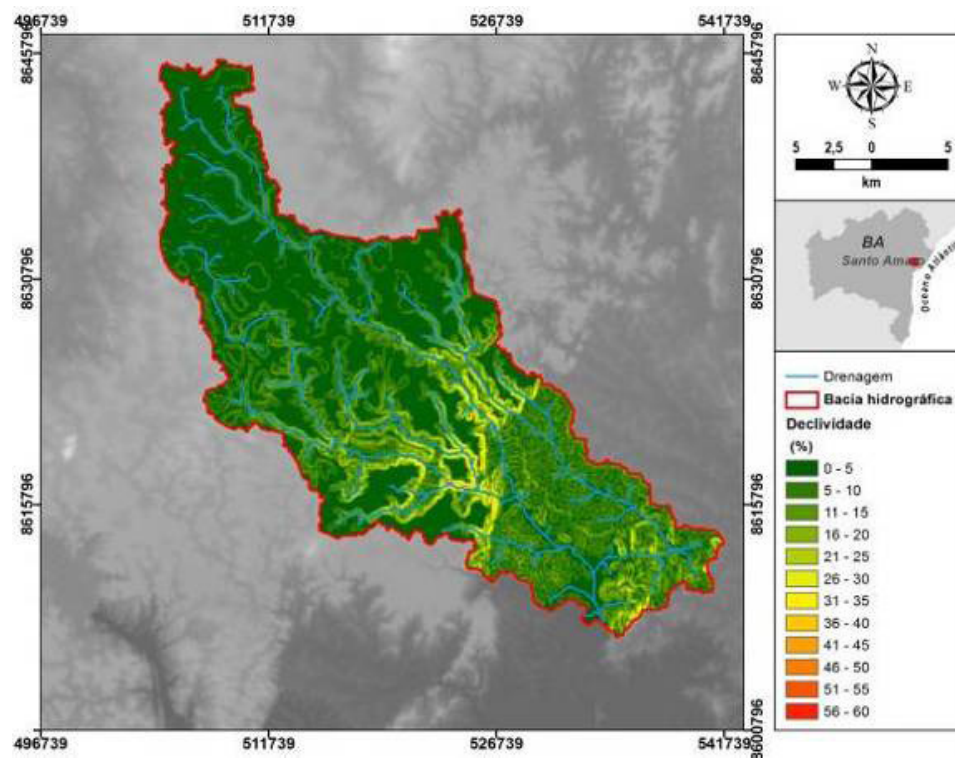 496739 511739 526739 541739
8645796
8645796
8630796
8630796
8615796
8615796
8600796
496739 511739 526739 541739
N
W E
S
5 2,5 0 5
km
BA
Santo Amaro
Oceano Atlântico
Drenagem
Bacia hidrográfica
Declividade
(%)
0 - 5
5 - 10
11 - 15
16 - 20
21 - 25
26 - 30
31 - 35
36 - 40
41 - 45
46 - 50
51 - 55
56 - 60